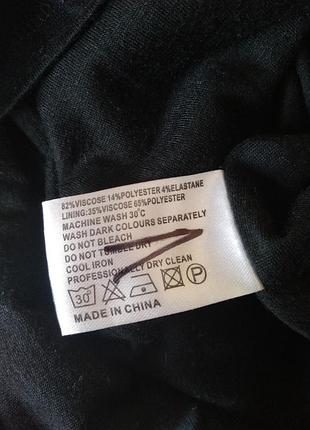 82%VISCOSE 14%POLYESTER 4%ELASTANE
LINING:35%VISCOSE 65%POLYESTER
MACHINE WASH 30°C
WASH DARK COLOURS SEPARATELY
DO NOT BLEACH
DO NOT TUMBLE DRY
COOL IRON
PROFESSIONALLY DRY CLEAN
30° P
MADE IN CHINA